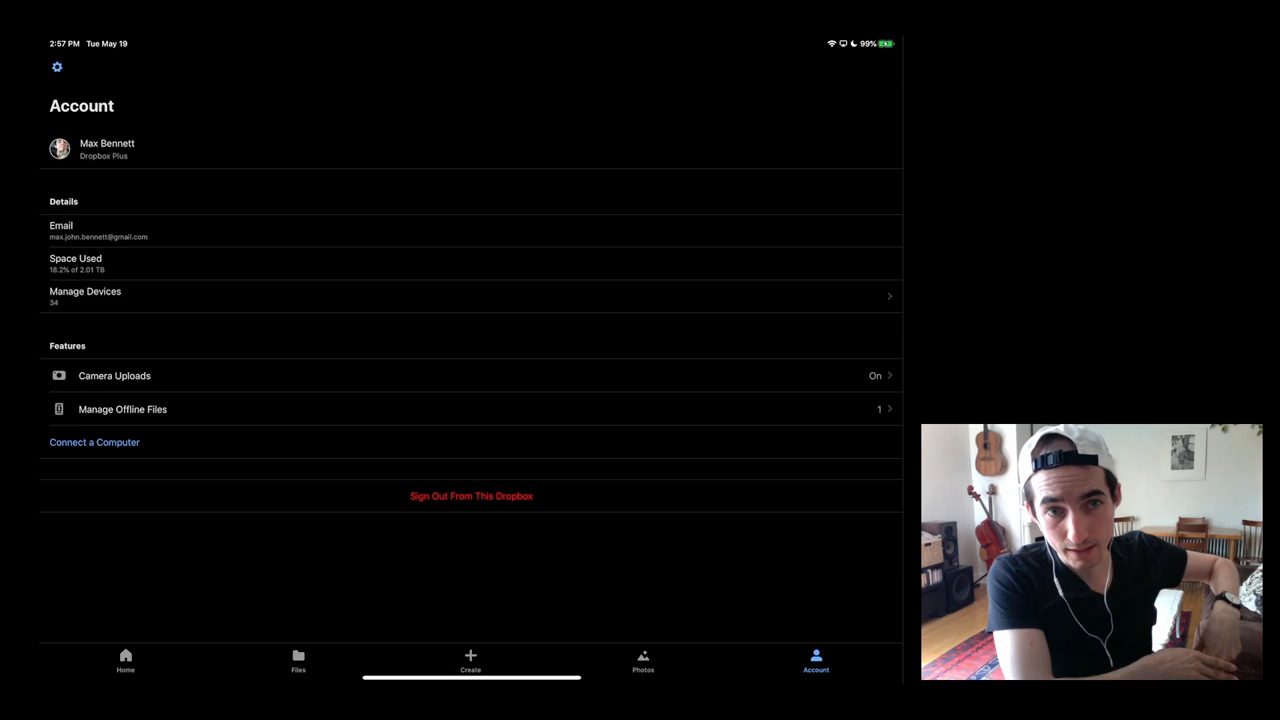 2:57 PM Tue May 19
99%
Account
Max Bennett
Dropbox Plus
Details
Email
max.john.bennett@gmail.com
Space Used
18.2% of 2.01 TB
Manage Devices
34
Features
Camera Uploads On
Manage Offline Files 1
Connect a Computer
Sign Out From This Dropbox
Home Files Create Photos Account